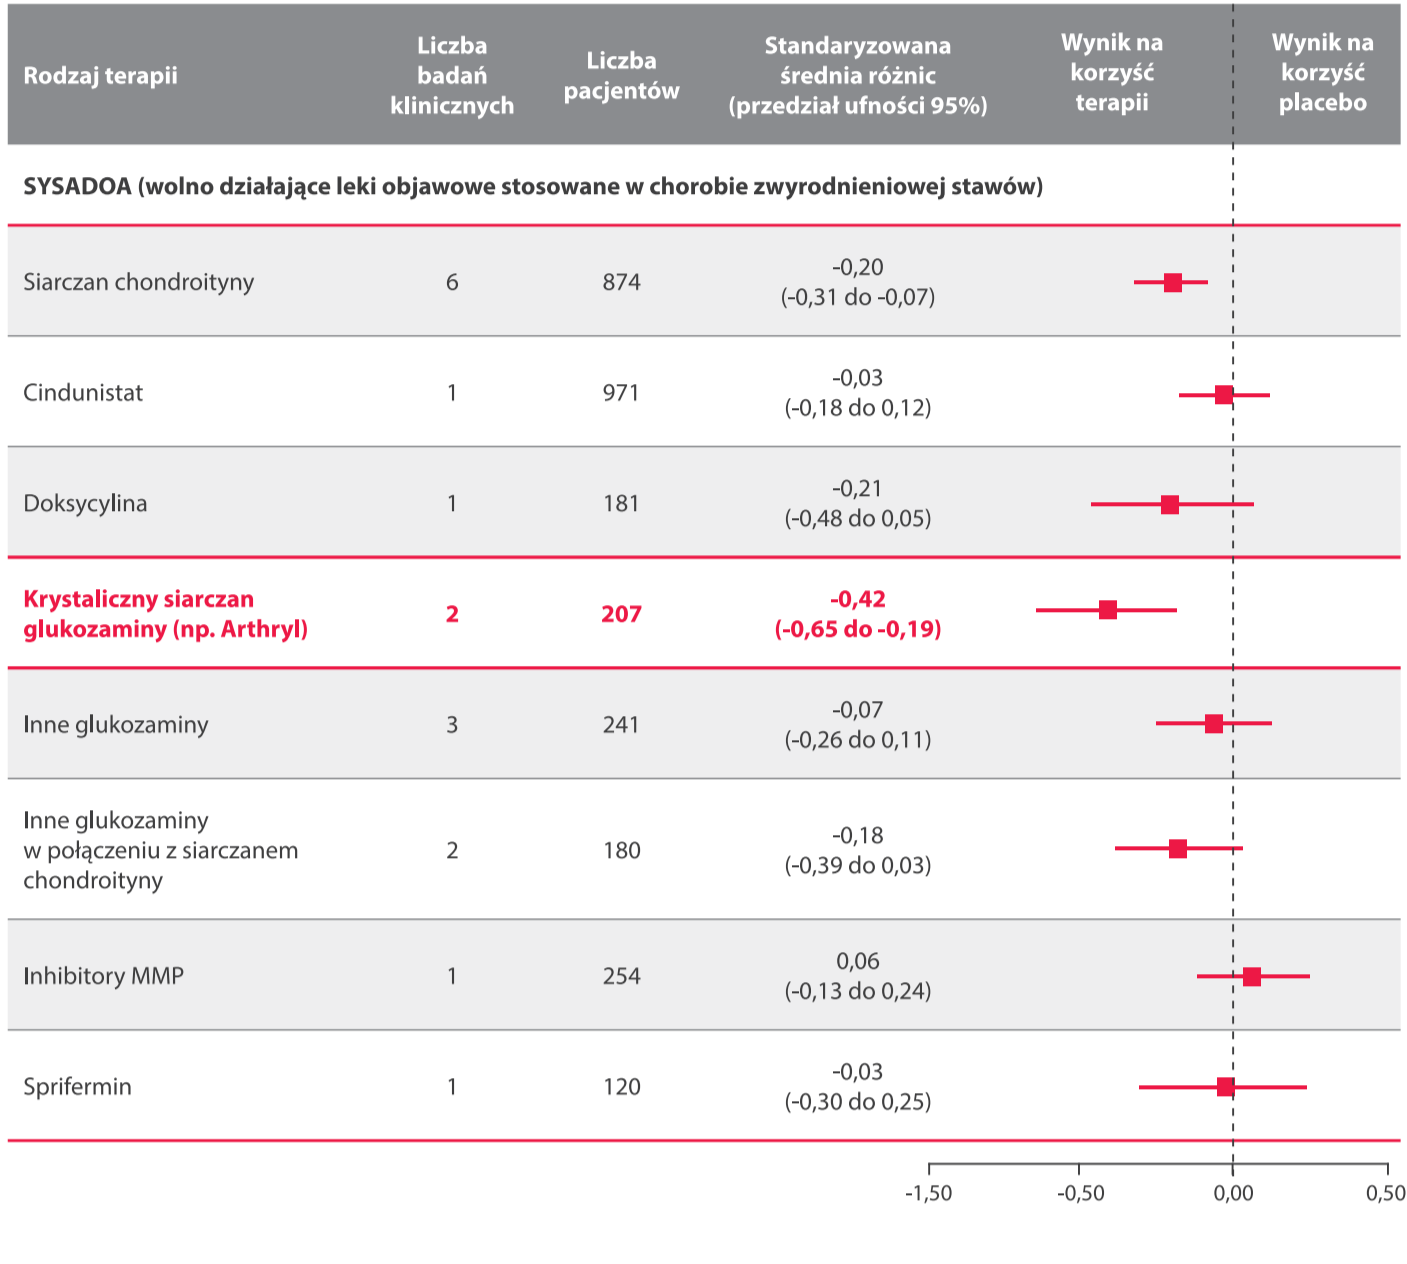 Rodzaj terapii
Liczba
badań
klinicznych
Liczba
pacjentów
Standaryzowana
średnia różnic
(przedział ufności 95%)
Wynik na
korzyść
terapii
Wynik na
korzyść
placebo
SYSADOA (wolno działające leki objawowe stosowane w chorobie zwyrodnieniowej stawów)
Siarczan chondroityny
6
874
-0,20
(-0,31 do -0,07)
Cindunistat
1
971
-0,03
(-0,18 do 0,12)
Doksycylina
1
181
-0,21
(-0,48 do 0,05)
Krystaliczny siarczan
glukozaminy (np. Arthryl)
2
207
-0,42
(-0,65 do -0,19)
Inne glukozaminy
3
241
-0,07
(-0,26 do 0,11)
Inne glukozaminy
w połączeniu z siarczanem
chondroityny
2
180
-0,18
(-0,39 do 0,03)
Inhibitory MMP
1
254
0,06
(-0,13 do 0,24)
Sprifermin
1
120
-0,03
(-0,30 do 0,25)
-1,50
-0,50
0,00
0,50